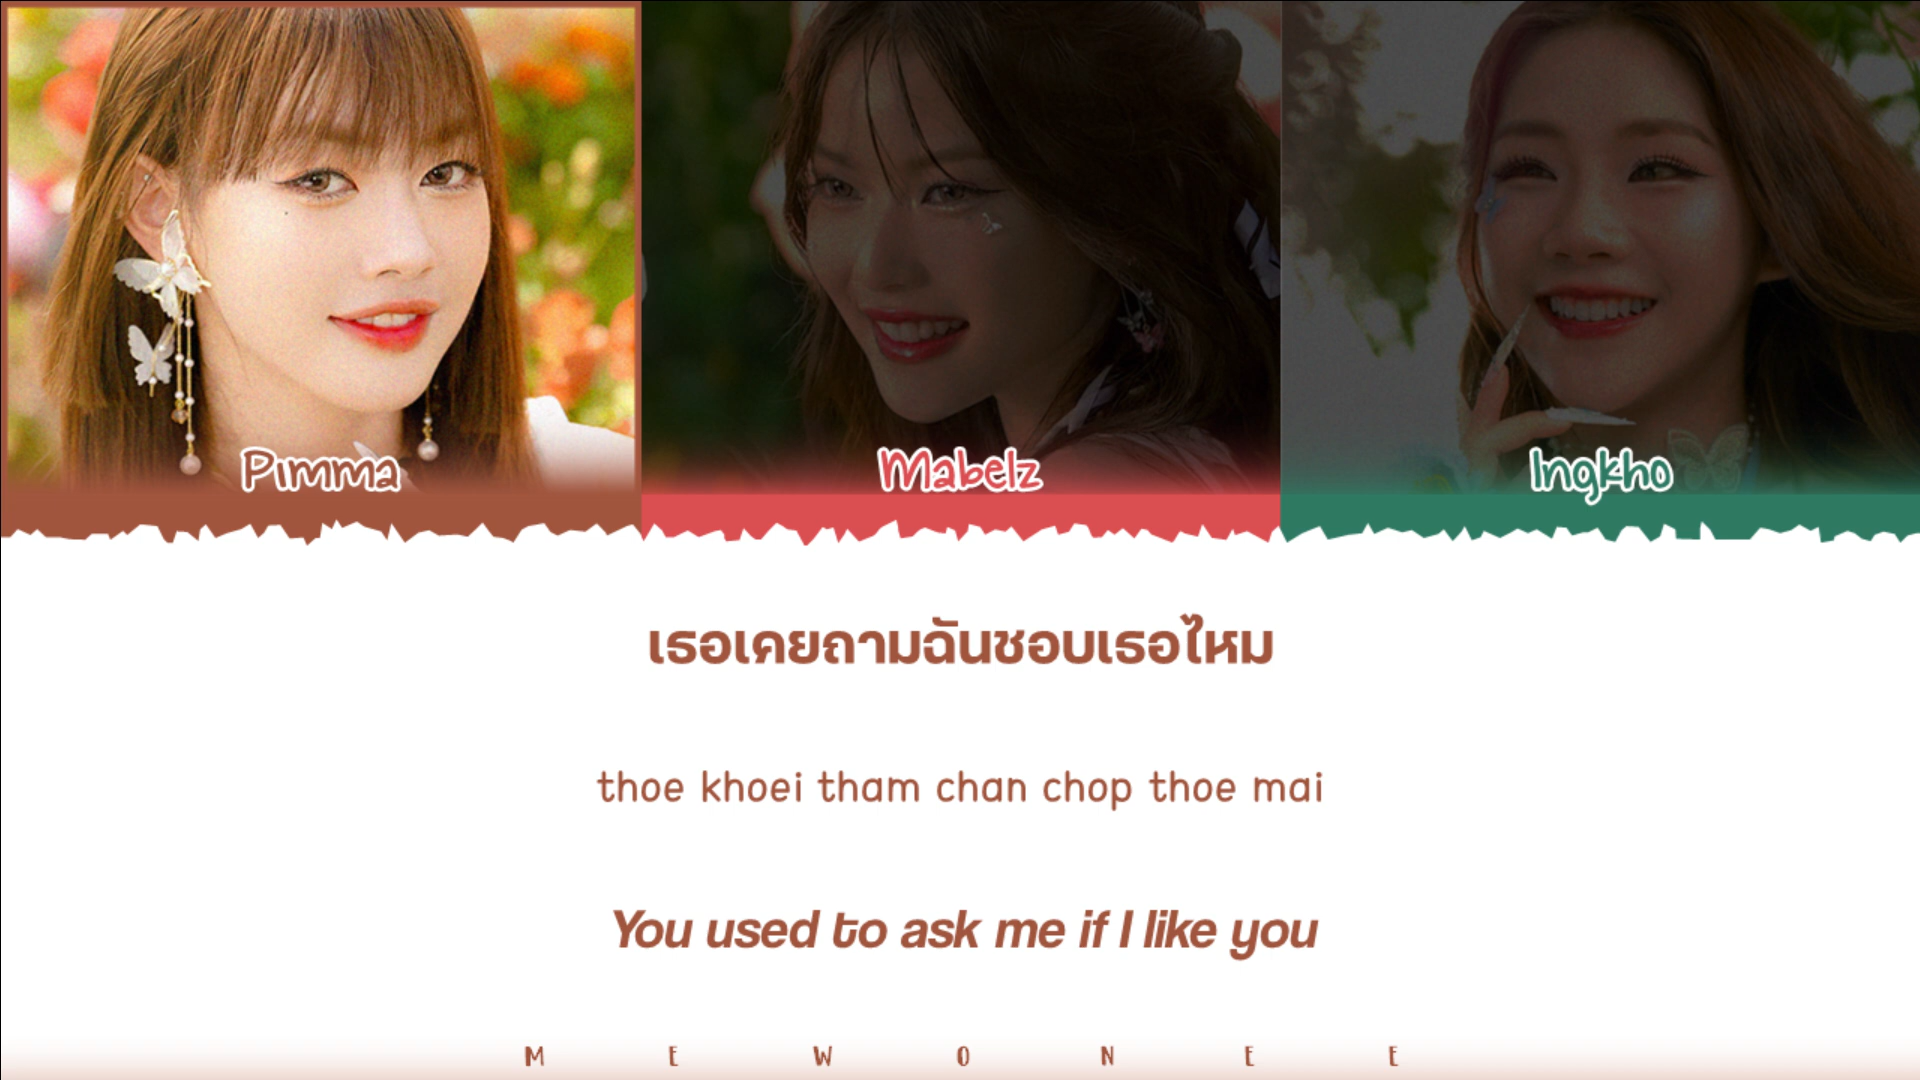 Pimma
Mabelz
Ingkho
เธอเคยถามฉันชอบเธอไหม
thoe khoei tham chan chop thoe mai
You used to ask me if I like you
M E W O N E E